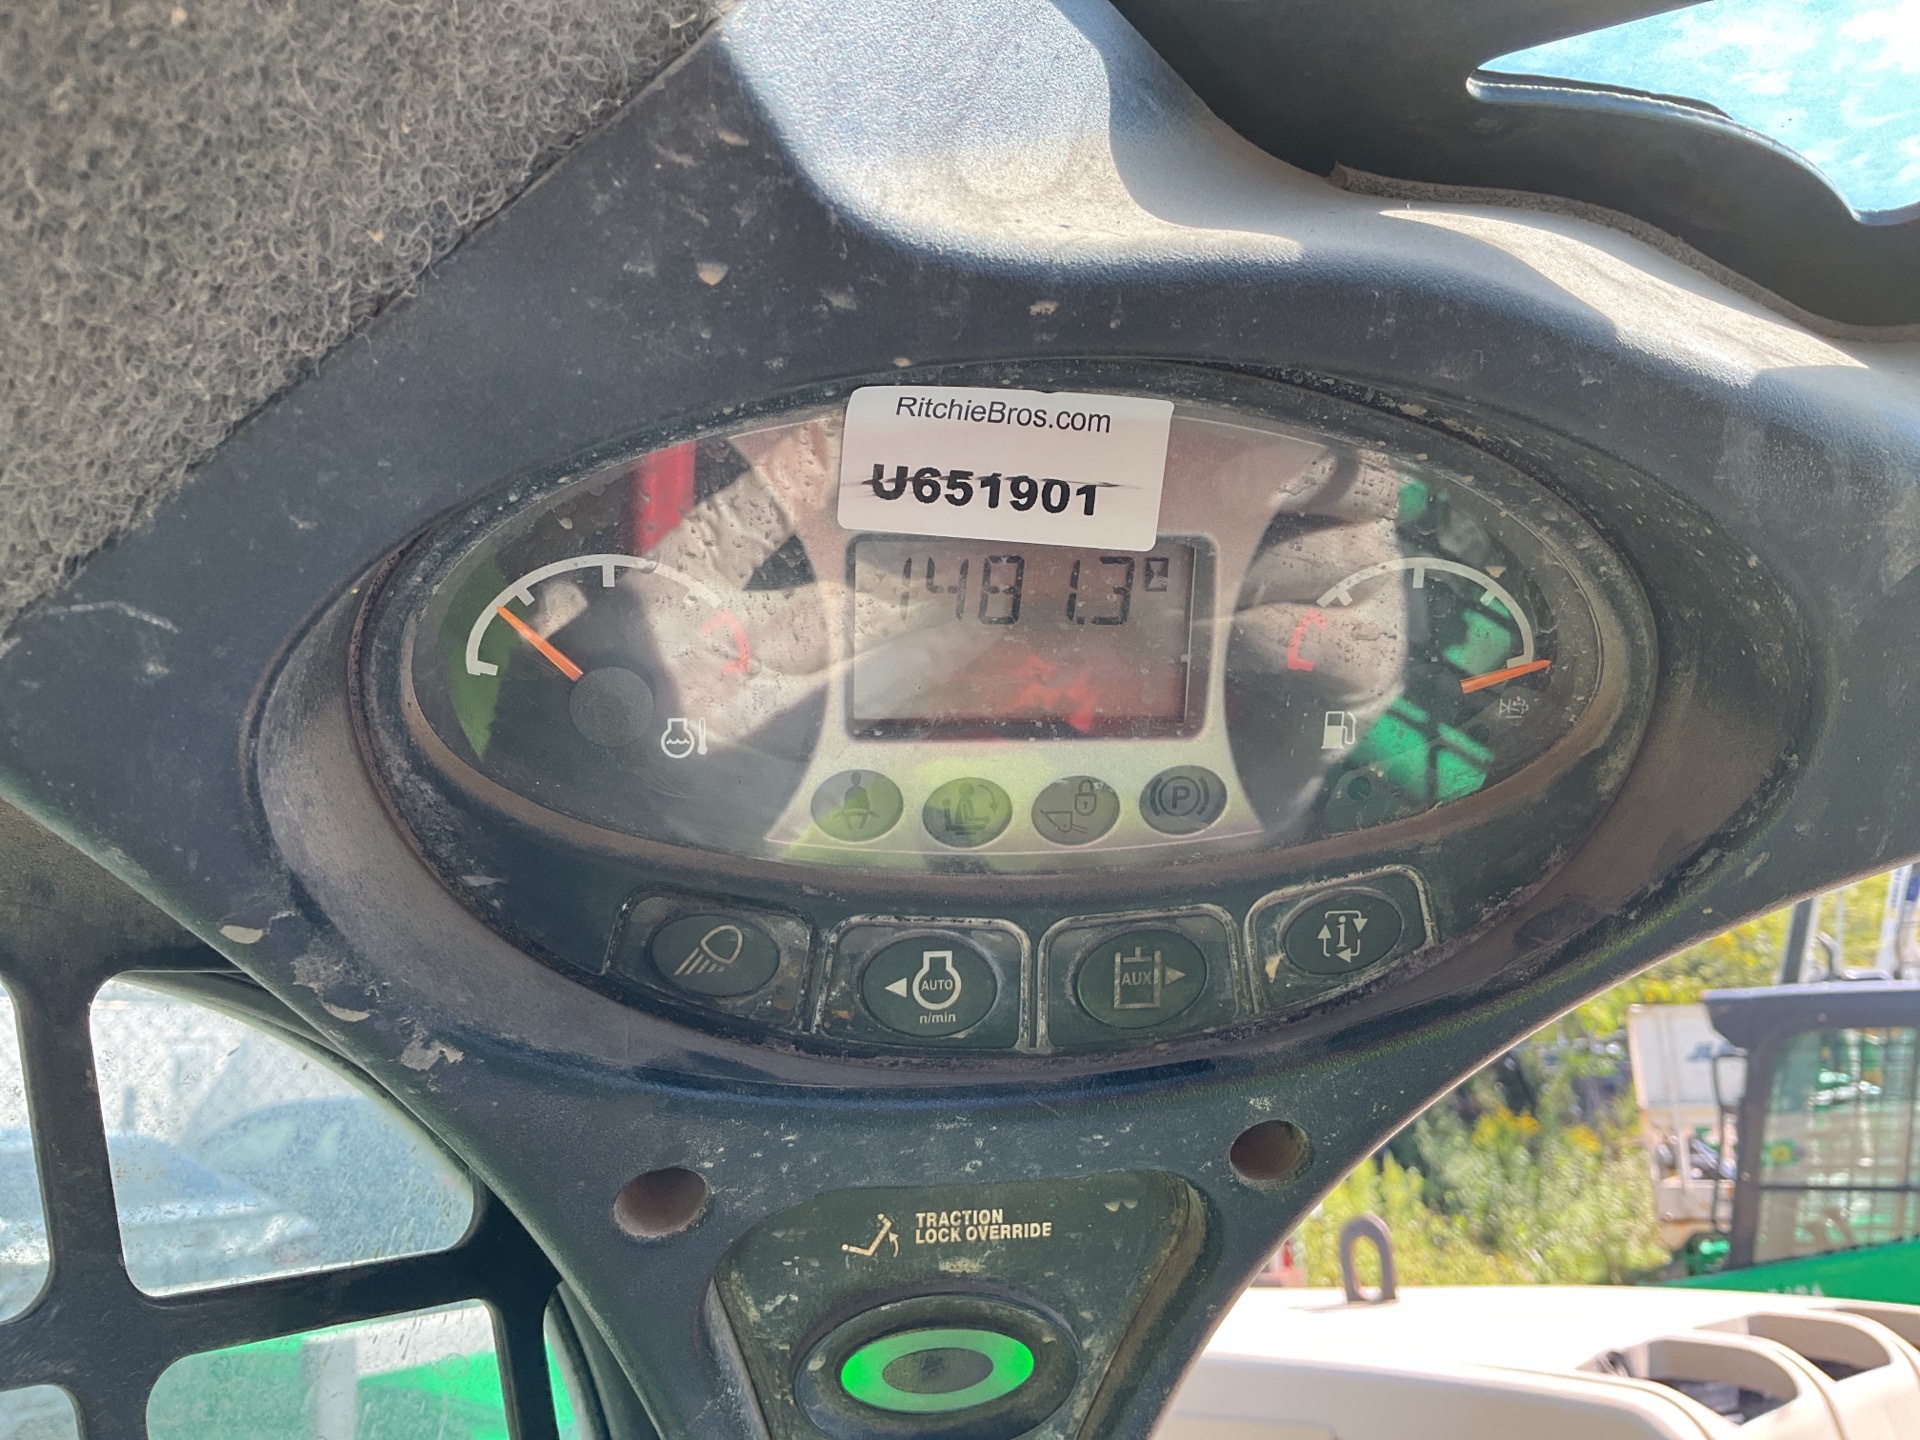 RitchieBros.com
U651901
1481.3
P
AUTO
n/min
AUX
i
TRACTION
LOCK OVERRIDE